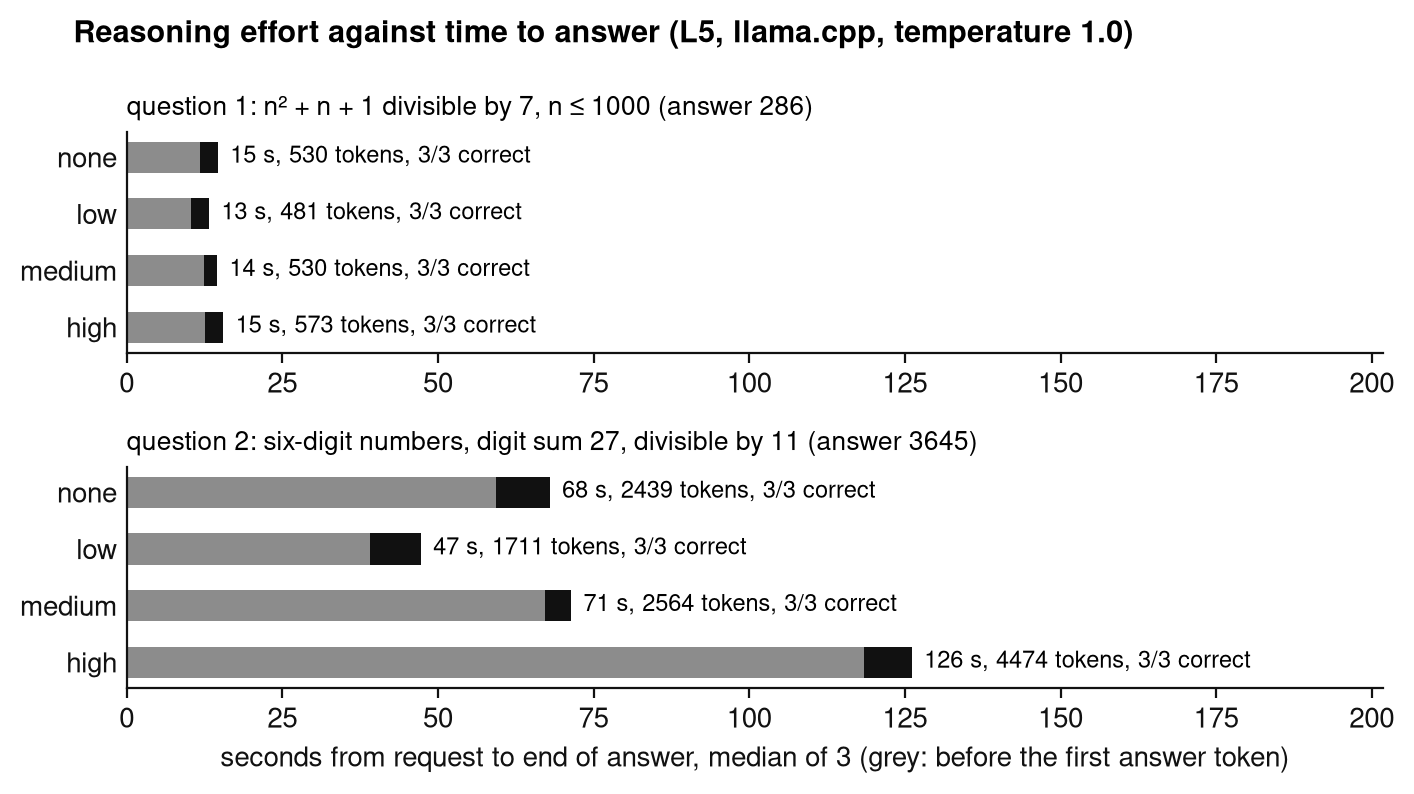 Reasoning effort against time to answer (L5, llama.cpp, temperature 1.0)
question 1: n² + n + 1 divisible by 7, n ≤ 1000 (answer 286)
none 15 s, 530 tokens, 3/3 correct
low 13 s, 481 tokens, 3/3 correct
medium 14 s, 530 tokens, 3/3 correct
high 15 s, 573 tokens, 3/3 correct
0 25 50 75 100 125 150 175 200
question 2: six-digit numbers, digit sum 27, divisible by 11 (answer 3645)
none 68 s, 2439 tokens, 3/3 correct
low 47 s, 1711 tokens, 3/3 correct
medium 71 s, 2564 tokens, 3/3 correct
high 126 s, 4474 tokens, 3/3 correct
0 25 50 75 100 125 150 175 200
seconds from request to end of answer, median of 3 (grey: before the first answer token)